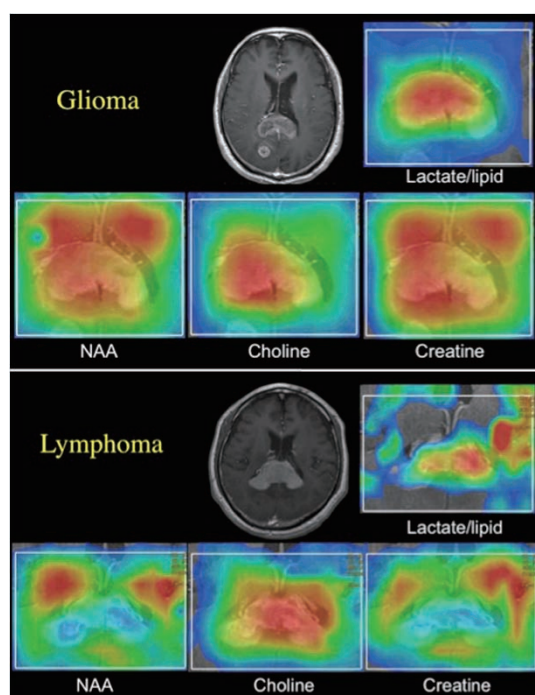 Glioma
Lactate/lipid
NAA Choline Creatine
Lymphoma
Lactate/lipid
NAA Choline Creatine